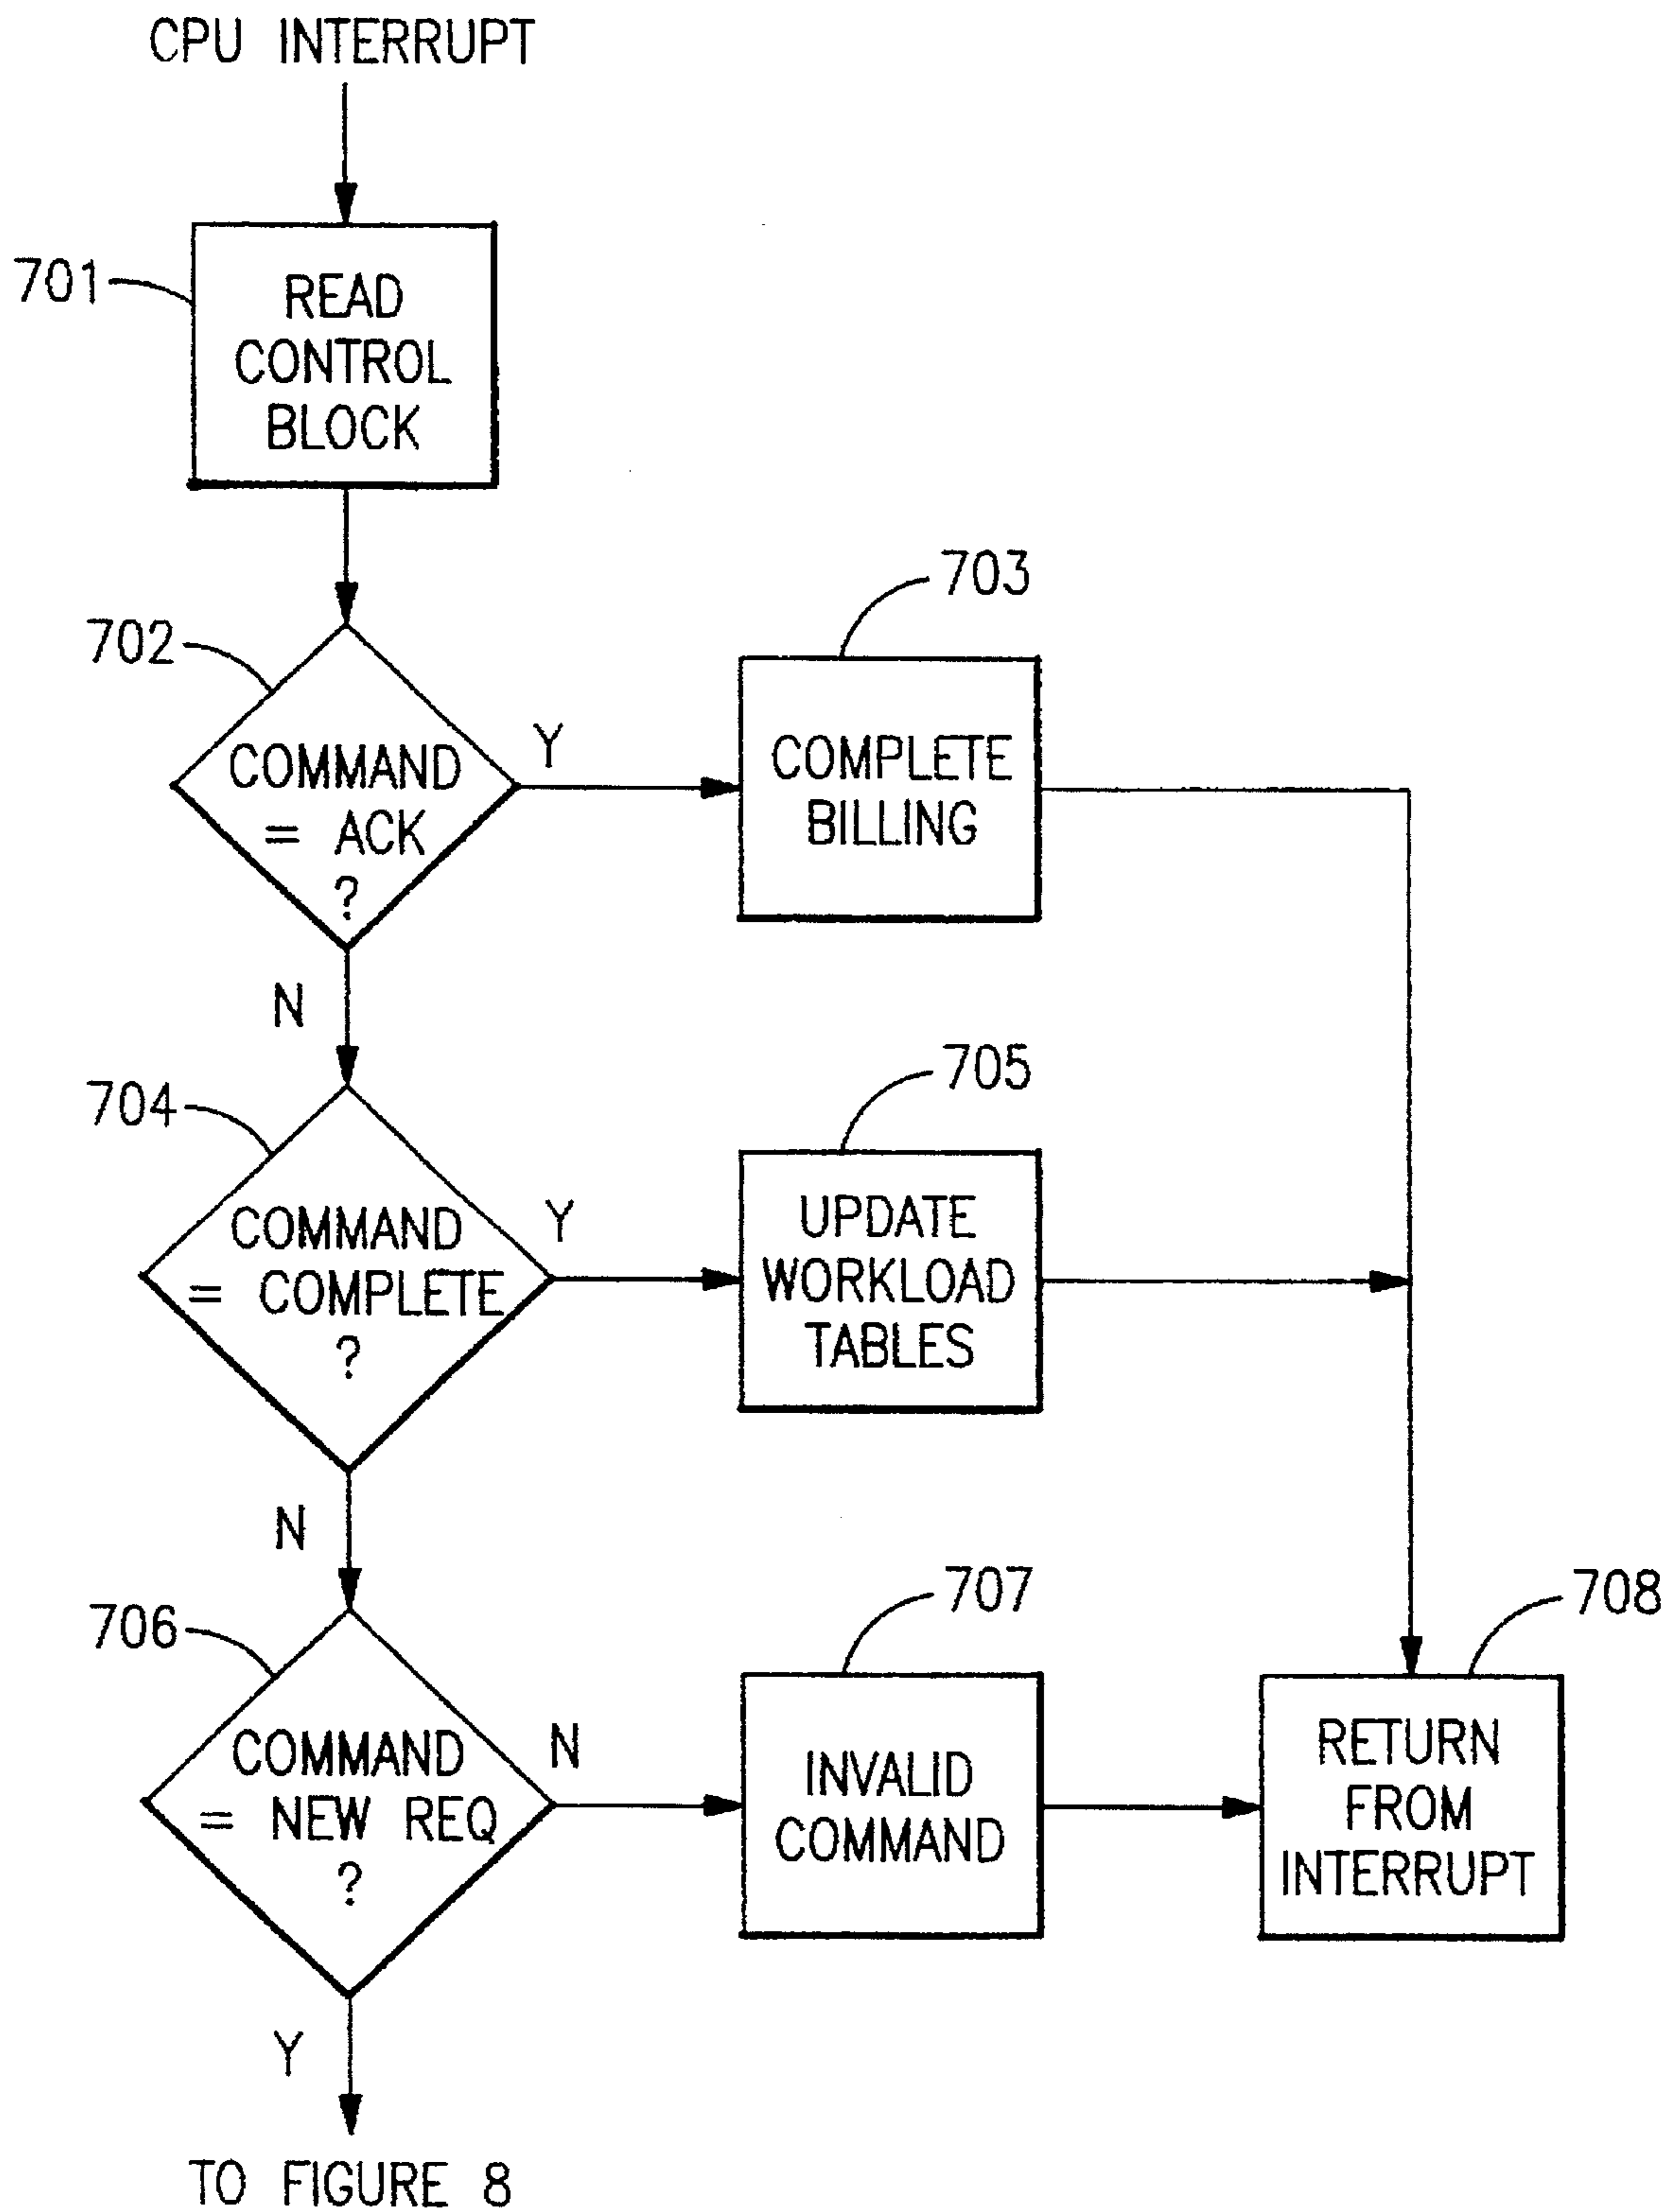 CPU INTERRUPT
701
READ
CONTROL
BLOCK
702
COMMAND
= ACK
?
Y
703
COMPLETE
BILLING
N
704
COMMAND
= COMPLETE
?
Y
705
UPDATE
WORKLOAD
TABLES
N
706
COMMAND
= NEW REQ
?
N
707
INVALID
COMMAND
708
RETURN
FROM
INTERRUPT
Y
TO FIGURE 8